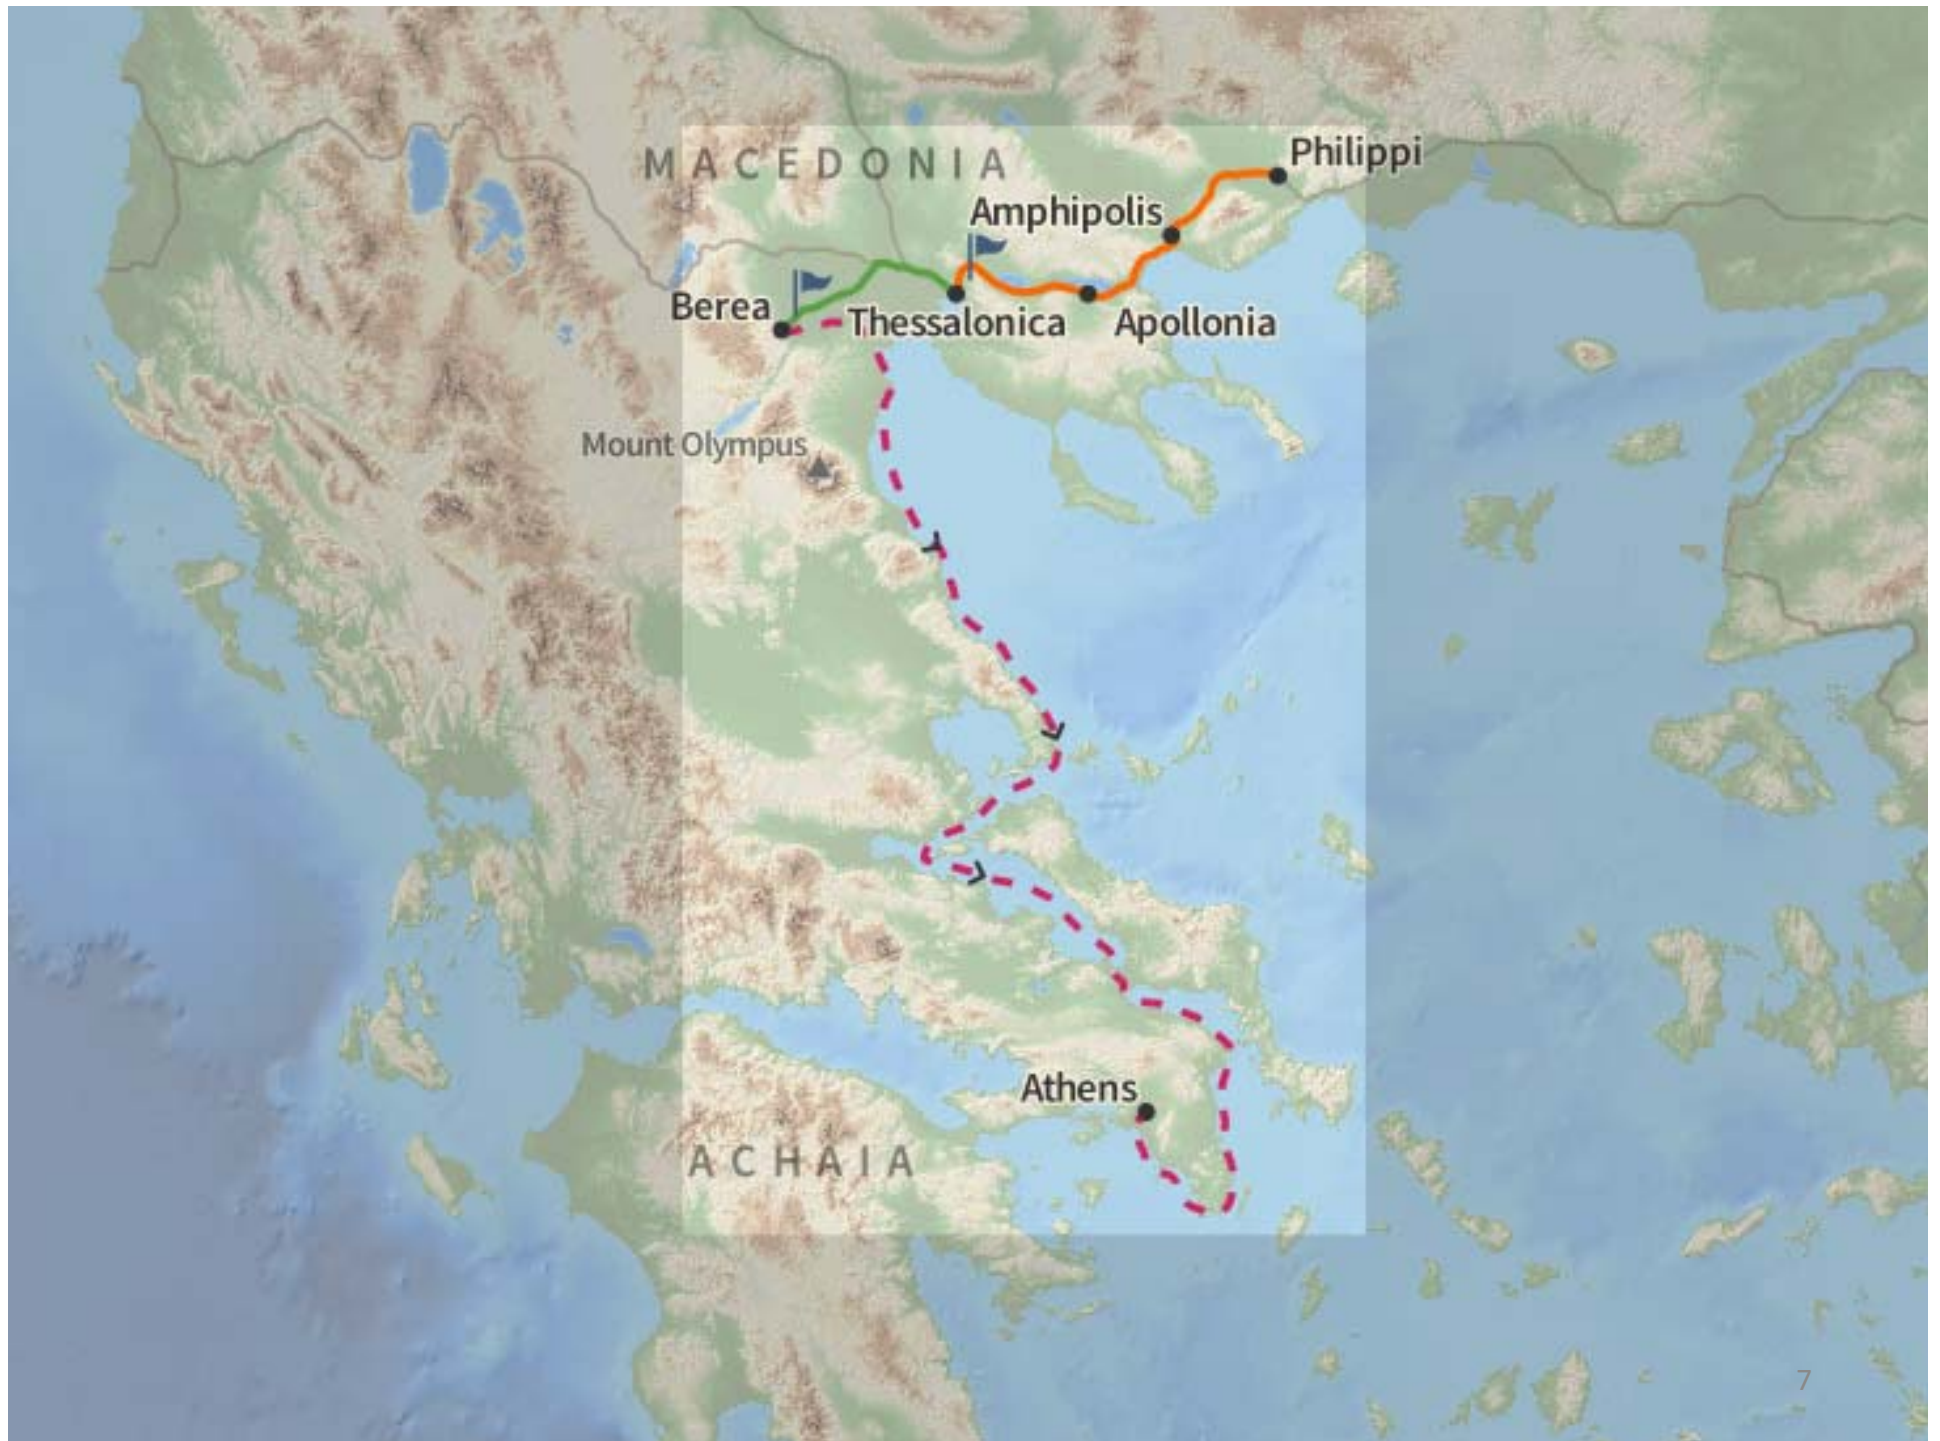 Philippi
MACEDONIA
Amphipolis
Berea
Thessalonica
Apollonia
Mount Olympus
Athens
ACHAIA
7